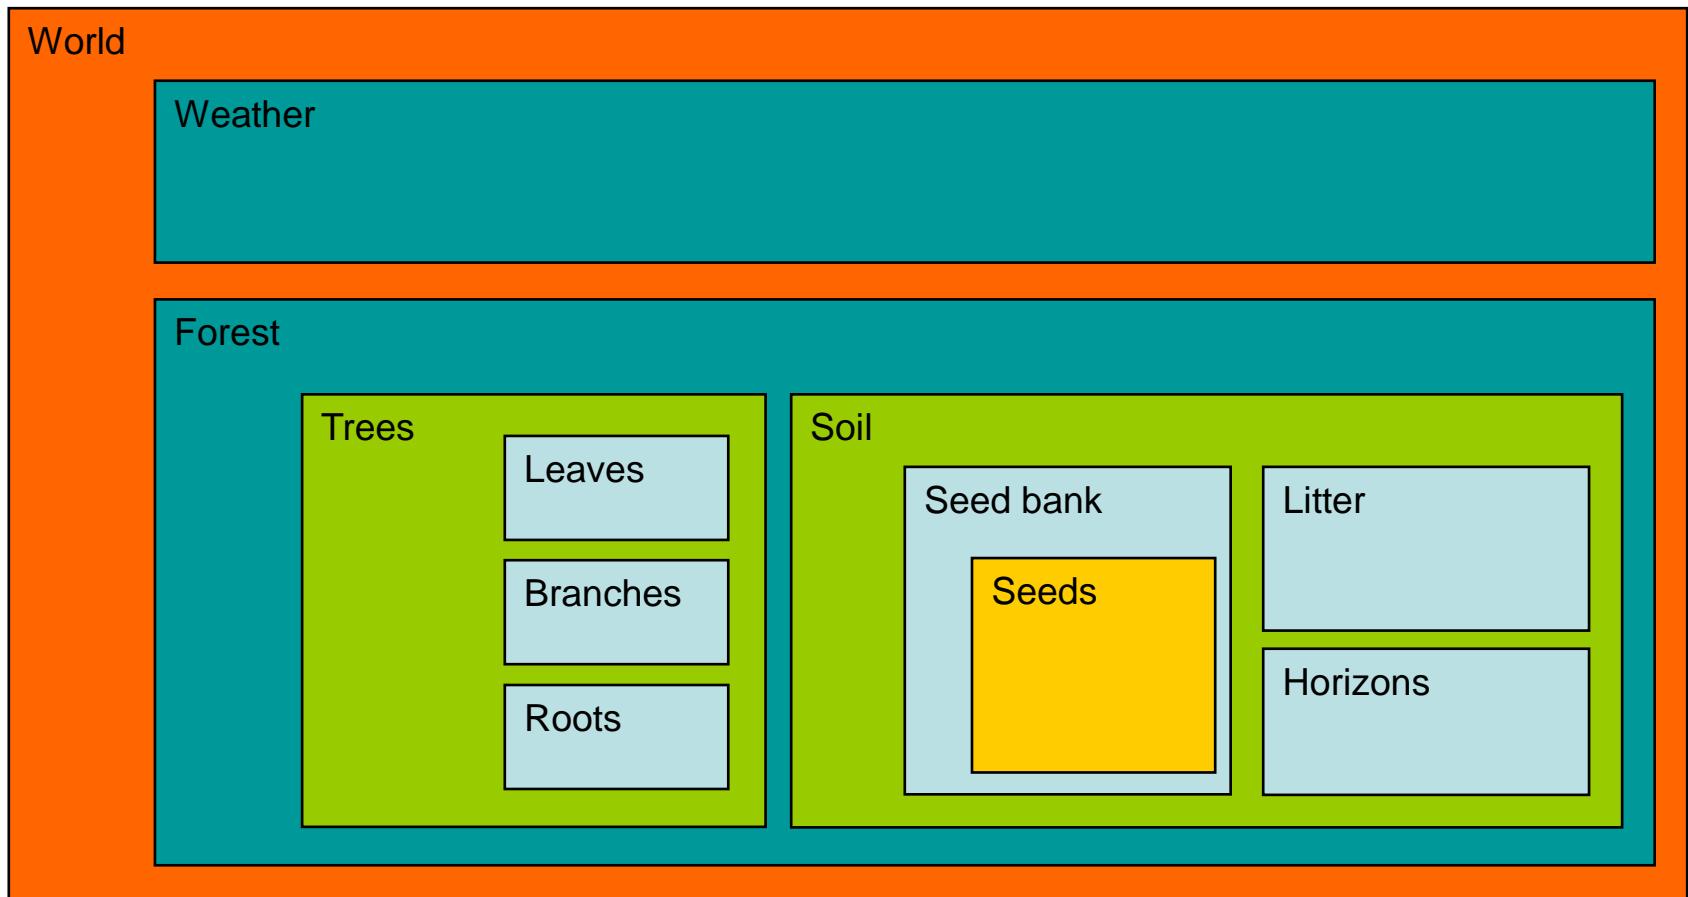 World
Weather
Forest
Trees
Leaves
Branches
Roots
Soil
Seed bank
Seeds
Litter
Horizons